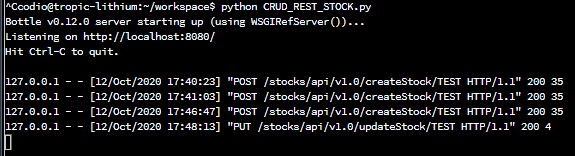 ^Ccodio@tropic-lithium:~/workspace$ python CRUD_REST_STOCK.py
Bottle v0.12.0 server starting up (using WSGIRefServer())...
Listening on http://localhost:8080/
Hit Ctrl-C to quit.
127.0.0.1 - - [12/Oct/2020 17:40:23] "POST /stocks/api/v1.0/createStock/TEST HTTP/1.1" 200 35
127.0.0.1 - - [12/Oct/2020 17:41:03] "POST /stocks/api/v1.0/createStock/TEST HTTP/1.1" 200 35
127.0.0.1 - - [12/Oct/2020 17:46:47] "POST /stocks/api/v1.0/createStock/TEST HTTP/1.1" 200 35
127.0.0.1 - - [12/Oct/2020 17:48:13] "PUT /stocks/api/v1.0/updateStock/TEST HTTP/1.1" 200 4